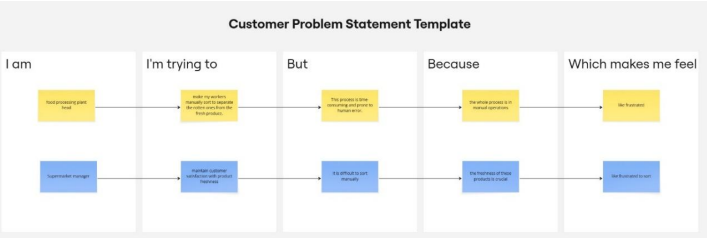 Customer Problem Statement Template
I am
I'm trying to
But
Because
Which makes me feel
food processing plant
head.
make my workers
manually sort to separate
the rotten ones from the
fresh product.
This process is time
consuming and prone to
human error.
the whole process is in
manual operations
like frustrated
Supermarket manager
maintain customer
satisfaction with product
freshness
it is difficult to sort
manually
the freshness of these
products is crucial
like frustrated to sort